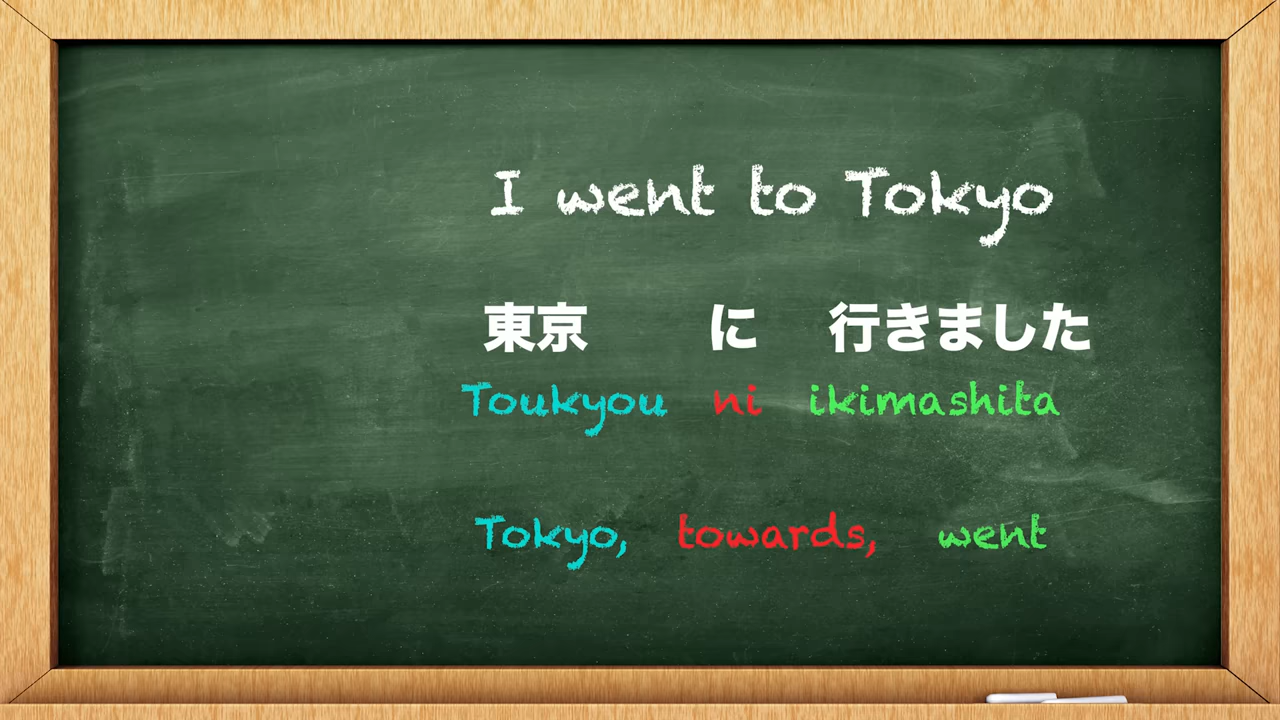 I went to Tokyo
東京 に 行きました
Toukyou ni ikimashita
Tokyo, towards, went